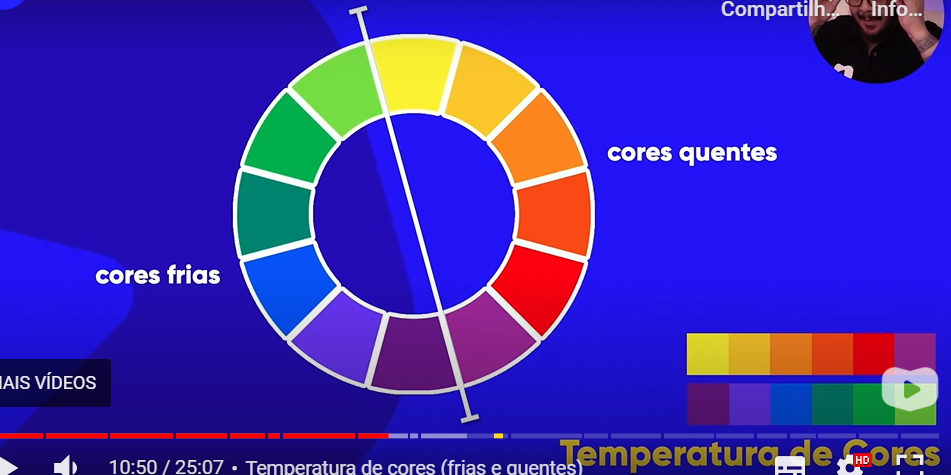 Compartilh... Info...
cores quentes
cores frias
AIS VÍDEOS
Temperatura de Cores
10:50 / 25:07 • Temperatura de cores (frias e quentes)
HD